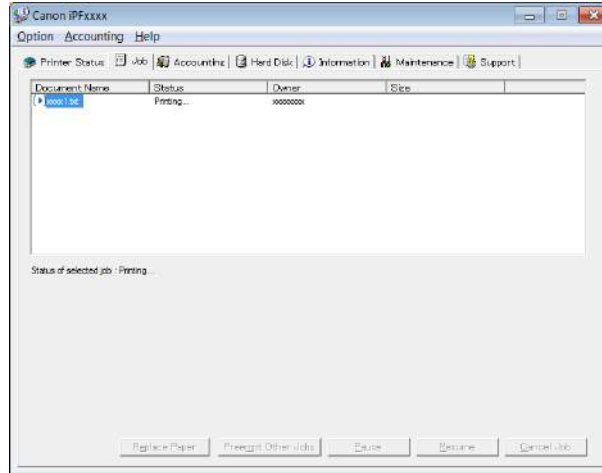 Canon iPFxxxx
Option Accounting Help
Printer Status Job Accounting Hard Disk Information Maintenance Support
Document Name Status Owner Size
xxxx1.txt Printing... xxxxxxxx
Status of selected job : Printing...
Replace Paper Preempt Other Jobs Pause Resume Cancel Job